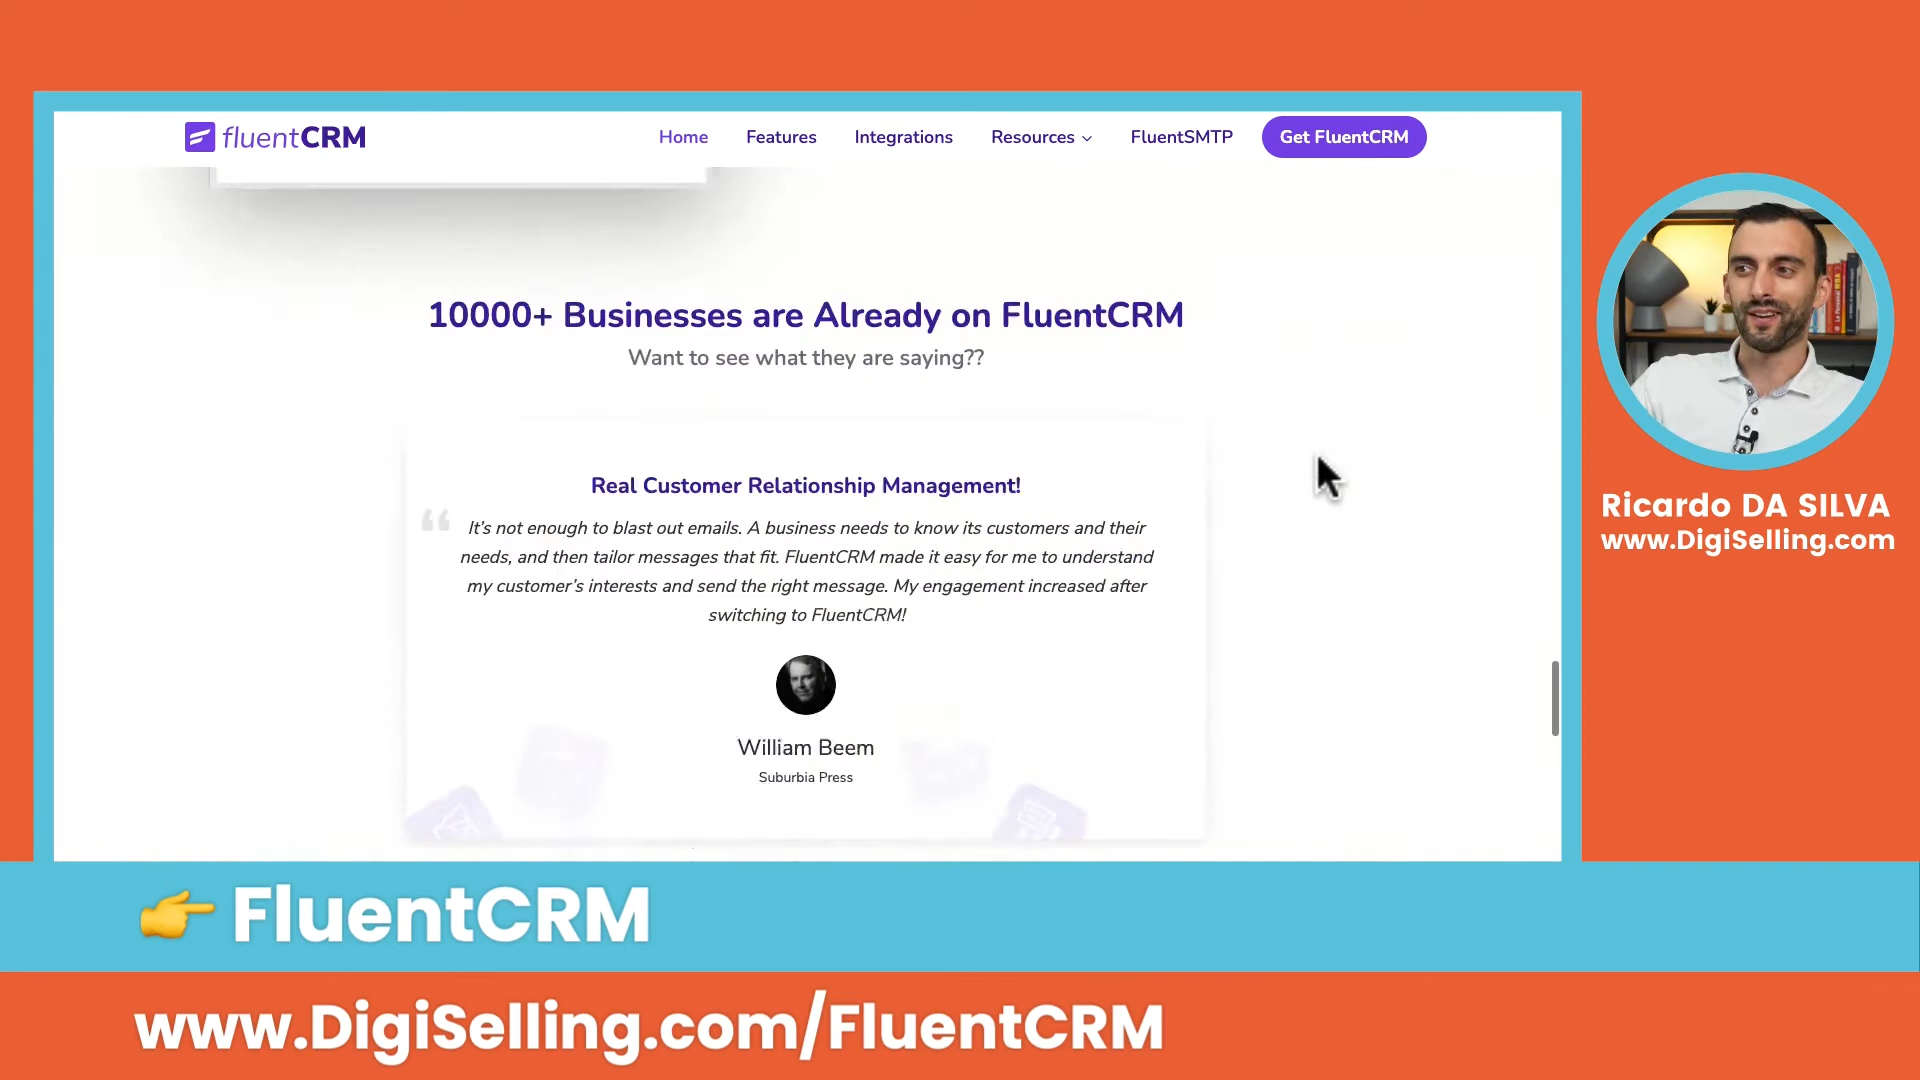 fluentCRM
Home Features Integrations Resources FluentSMTP Get FluentCRM
10000+ Businesses are Already on FluentCRM
Want to see what they are saying??
Real Customer Relationship Management!
“ It’s not enough to blast out emails. A business needs to know its customers and their
needs, and then tailor messages that fit. FluentCRM made it easy for me to understand
my customer’s interests and send the right message. My engagement increased after
switching to FluentCRM!
William Beem
Suburbia Press
Ricardo DA SILVA
www.DigiSelling.com
👉 FluentCRM
www.DigiSelling.com/FluentCRM